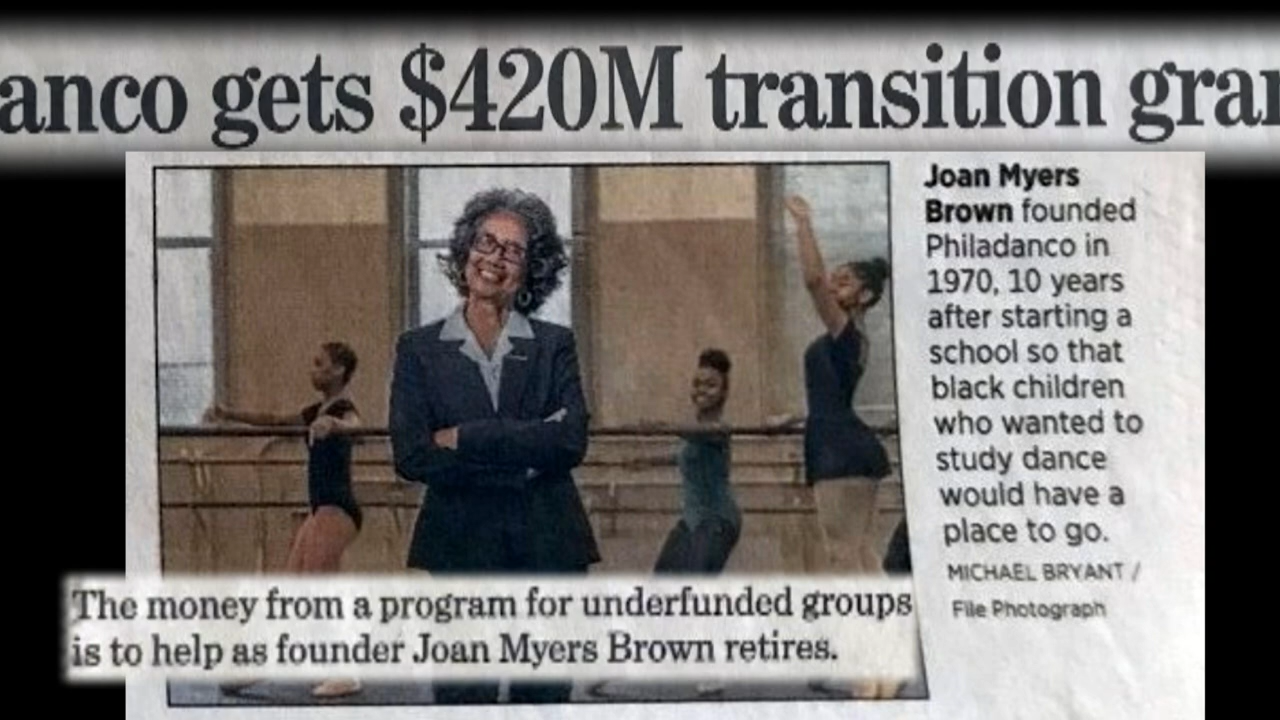 anco gets $420M transition gran
Joan Myers
Brown founded
Philadanco in
1970, 10 years
after starting a
school so that
black children
who wanted to
study dance
would have a
place to go.
MICHAEL BRYANT /
File Photograph
The money from a program for underfunded groups
is to help as founder Joan Myers Brown retires.